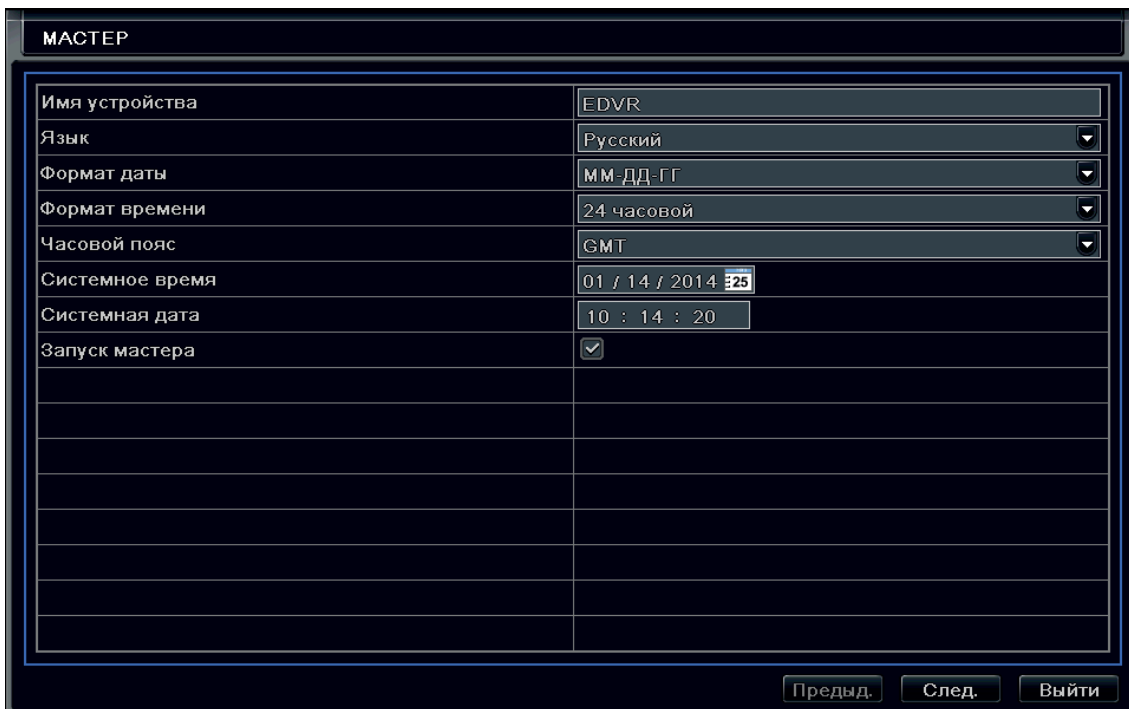 МАСТЕР
Имя устройства EDVR
Язык Русский
Формат даты ММ-ДД-ГГ
Формат времени 24 часовой
Часовой пояс GMT
Системное время 01 / 14 / 2014 25
Системная дата 10 : 14 : 20
Запуск мастера
Предыд. След. Выйти